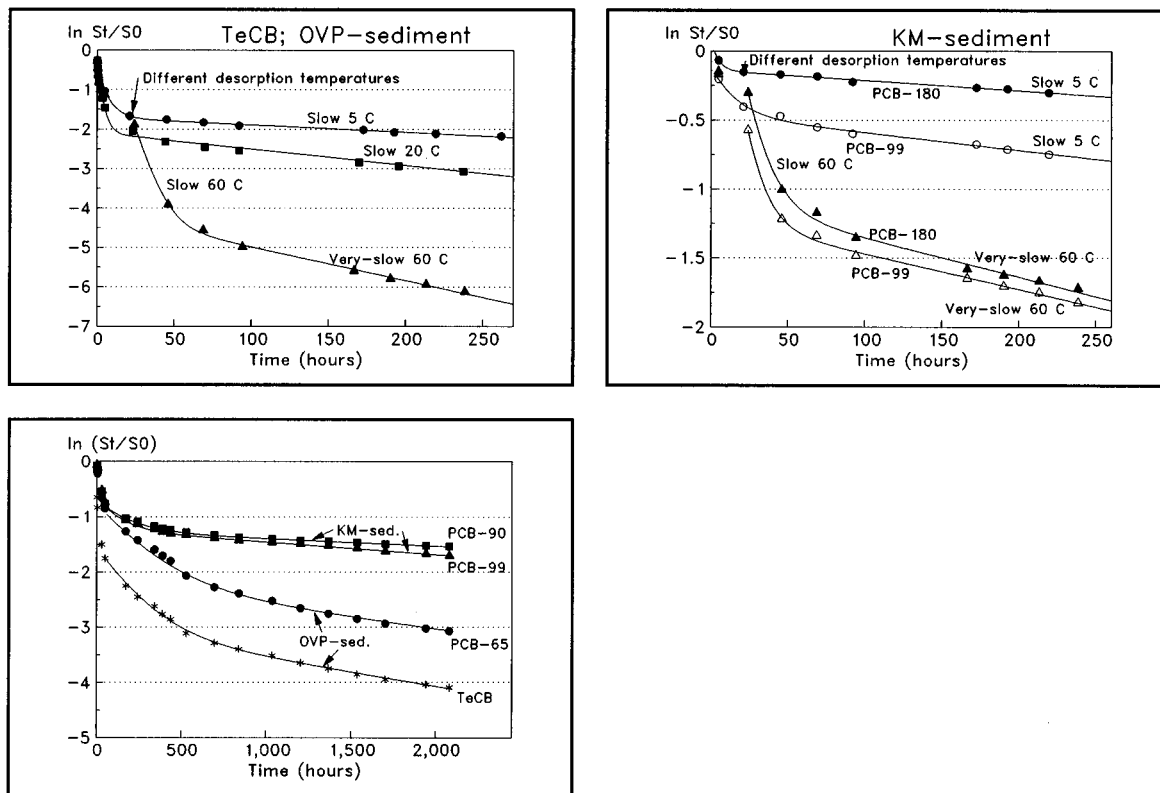 ln St/S0
TeCB; OVP-sediment
0
-1
-2
-3
-4
-5
-6
-7
Different desorption temperatures
Slow 5 C
Slow 20 C
Slow 60 C
Very-slow 60 C
0 50 100 150 200 250
Time (hours)
ln St/S0
KM-sediment
0
-0.5
-1
-1.5
-2
Different desorption temperatures
PCB-180
Slow 5 C
PCB-99
Slow 5 C
Slow 60 C
PCB-180
PCB-99
Very-slow 60 C
Very-slow 60 C
0 50 100 150 200 250
Time (hours)
ln (St/S0)
0
-1
-2
-3
-4
-5
KM-sed.
PCB-90
PCB-99
OVP-sed.
PCB-65
TeCB
0 500 1,000 1,500 2,000
Time (hours)